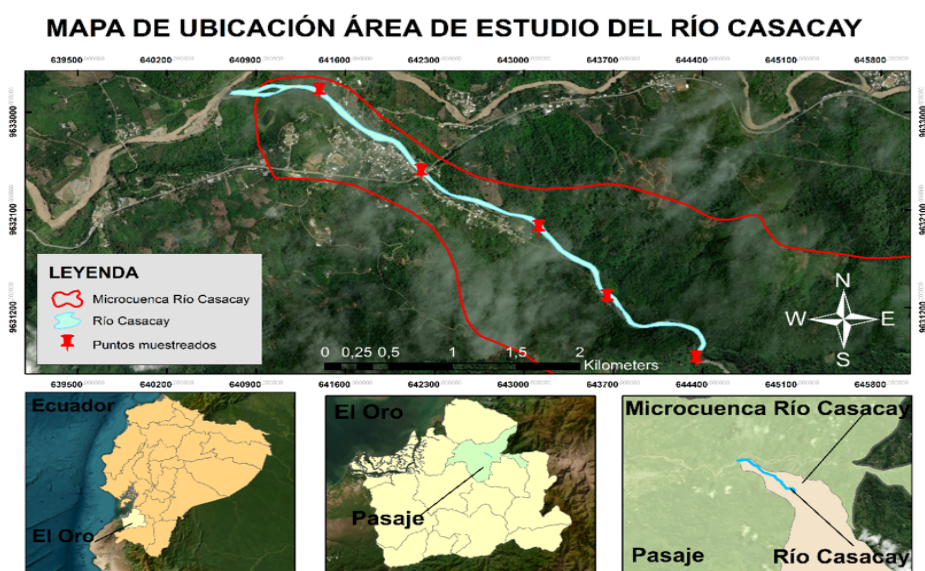 MAPA DE UBICACIÓN ÁREA DE ESTUDIO DEL RÍO CASACAY
639500 640200 640900 641600 642300 643000 643700 644400 645100 645800
9633000 9633000
9632100 9632100
9631200 9631200
LEYENDA
Microcuenca Río Casacay
Río Casacay
Puntos muestreados
N
W E
S
0 0,25 0,5 1 1,5 2
Kilometers
639500 640200 640900 641600 642300 643000 643700 644400 645100 645800
Ecuador
El Oro
El Oro
Pasaje
Microcuenca Río Casacay
Pasaje
Río Casacay